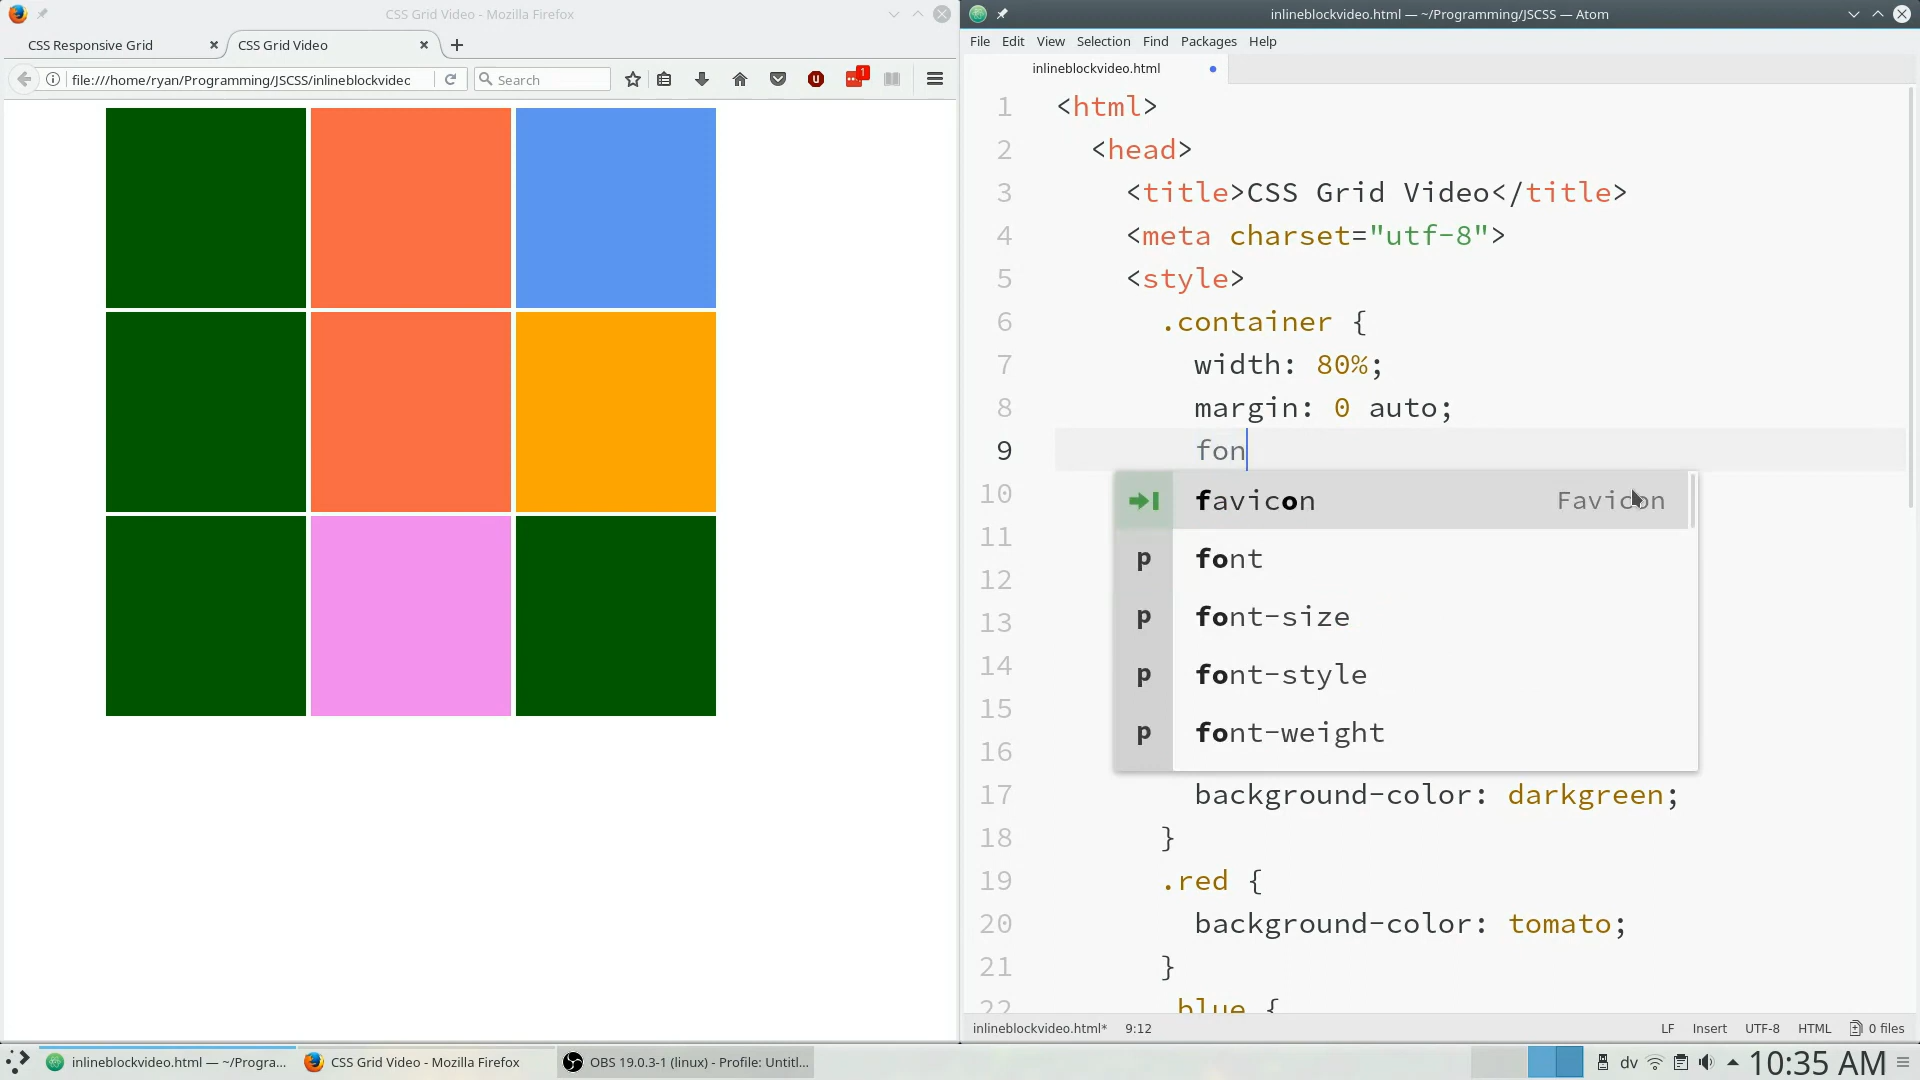 CSS Grid Video - Mozilla Firefox
CSS Responsive Grid
CSS Grid Video
file:///home/ryan/Programming/JSCSS/inlineblockvidec
Search
1
inlineblockvideo.html — ~/Programming/JSCSS — Atom
File Edit View Selection Find Packages Help
inlineblockvideo.html
1 <html>
2 <head>
3 <title>CSS Grid Video</title>
4 <meta charset="utf-8">
5 <style>
6 .container {
7 width: 80%;
8 margin: 0 auto;
9 fon
10
favicon Favicon
11
p font
12
13
p font-size
14
p font-style
15
p font-weight
16
17 background-color: darkgreen;
18 }
19 .red {
20 background-color: tomato;
21 }
22 .blue {
inlineblockvideo.html* 9:12 LF Insert UTF-8 HTML 0 files
inlineblockvideo.html — ~/Progra...
CSS Grid Video - Mozilla Firefox
OBS 19.0.3-1 (linux) - Profile: Untitl...
dv
10:35 AM